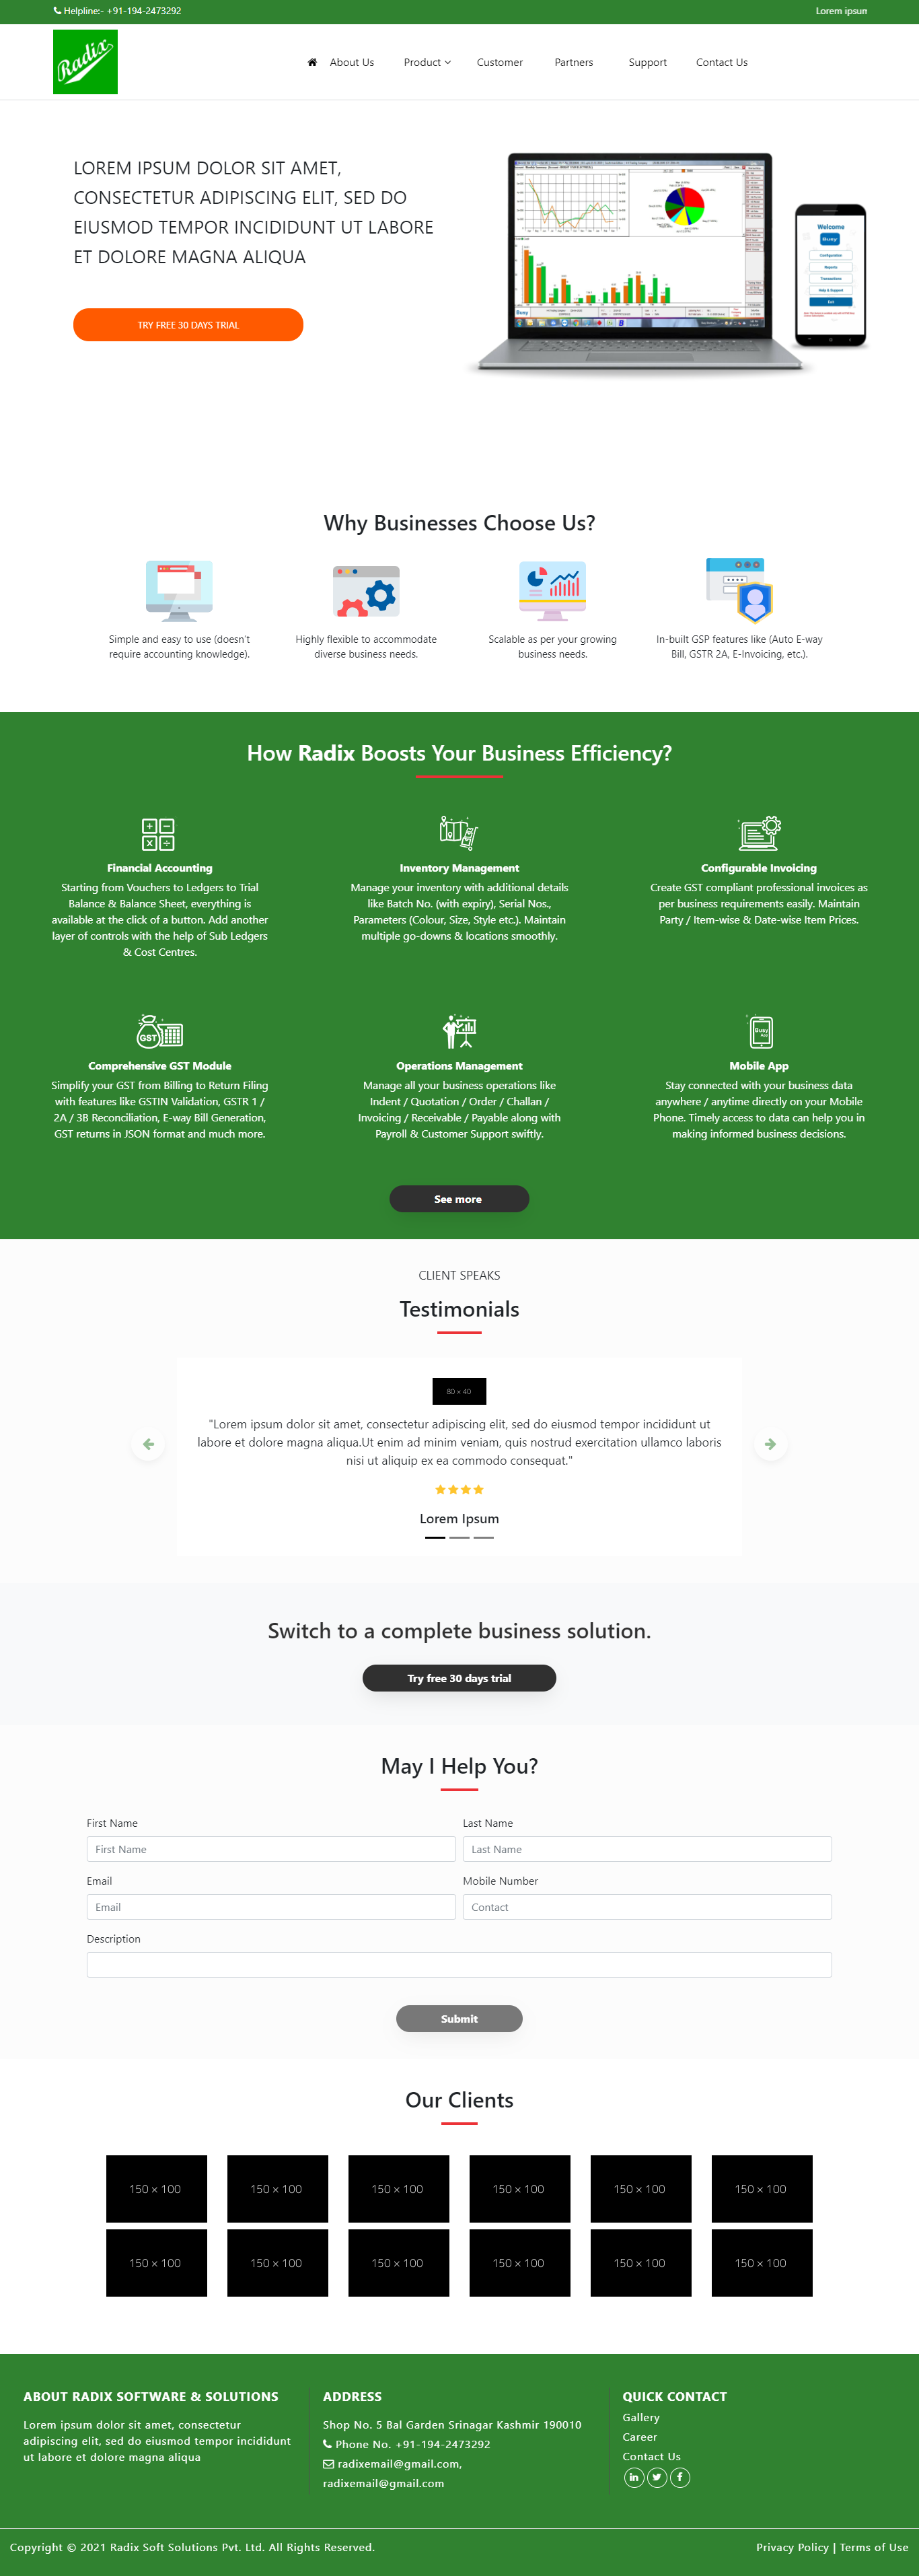 Helpline:- +91-194-2473292
Lorem ipsum
Radix
About Us
Product
Customer
Partners
Support
Contact Us
LOREM IPSUM DOLOR SIT AMET,
CONSECTETUR ADIPISCING ELIT, SED DO
EIUSMOD TEMPOR INCIDIDUNT UT LABORE
ET DOLORE MAGNA ALIQUA
TRY FREE 30 DAYS TRIAL
Busy
Welcome
Busy
Configuration
Reports
Transactions
Help & Support
Exit
Why Businesses Choose Us?
Simple and easy to use (doesn't
require accounting knowledge).
Highly flexible to accommodate
diverse business needs.
Scalable as per your growing
business needs.
In-built GSP features like (Auto E-way
Bill, GSTR 2A, E-Invoicing, etc.).
How Radix Boosts Your Business Efficiency?
Financial Accounting
Starting from Vouchers to Ledgers to Trial
Balance & Balance Sheet, everything is
available at the click of a button. Add another
layer of controls with the help of Sub Ledgers
& Cost Centres.
Inventory Management
Manage your inventory with additional details
like Batch No. (with expiry), Serial Nos.,
Parameters (Colour, Size, Style etc.). Maintain
multiple go-downs & locations smoothly.
Configurable Invoicing
Create GST compliant professional invoices as
per business requirements easily. Maintain
Party / Item-wise & Date-wise Item Prices.
GST
Comprehensive GST Module
Simplify your GST from Billing to Return Filing
with features like GSTIN Validation, GSTR 1 /
2A / 3B Reconciliation, E-way Bill Generation,
GST returns in JSON format and much more.
Operations Management
Manage all your business operations like
Indent / Quotation / Order / Challan /
Invoicing / Receivable / Payable along with
Payroll & Customer Support swiftly.
Busy
App
Mobile App
Stay connected with your business data
anywhere / anytime directly on your Mobile
Phone. Timely access to data can help you in
making informed business decisions.
See more
CLIENT SPEAKS
Testimonials
80 × 40
"Lorem ipsum dolor sit amet, consectetur adipiscing elit, sed do eiusmod tempor incididunt ut
labore et dolore magna aliqua.Ut enim ad minim veniam, quis nostrud exercitation ullamco laboris
nisi ut aliquip ex ea commodo consequat."
Lorem Ipsum
Switch to a complete business solution.
Try free 30 days trial
May I Help You?
First Name
Last Name
First Name
Last Name
Email
Mobile Number
Email
Contact
Description
Submit
Our Clients
150 × 100
150 × 100
150 × 100
150 × 100
150 × 100
150 × 100
150 × 100
150 × 100
150 × 100
150 × 100
150 × 100
150 × 100
ABOUT RADIX SOFTWARE & SOLUTIONS
Lorem ipsum dolor sit amet, consectetur
adipiscing elit, sed do eiusmod tempor incididunt
ut labore et dolore magna aliqua
ADDRESS
Shop No. 5 Bal Garden Srinagar Kashmir 190010
Phone No. +91-194-2473292
radixemail@gmail.com,
radixemail@gmail.com
QUICK CONTACT
Gallery
Career
Contact Us
Copyright © 2021 Radix Soft Solutions Pvt. Ltd. All Rights Reserved.
Privacy Policy | Terms of Use